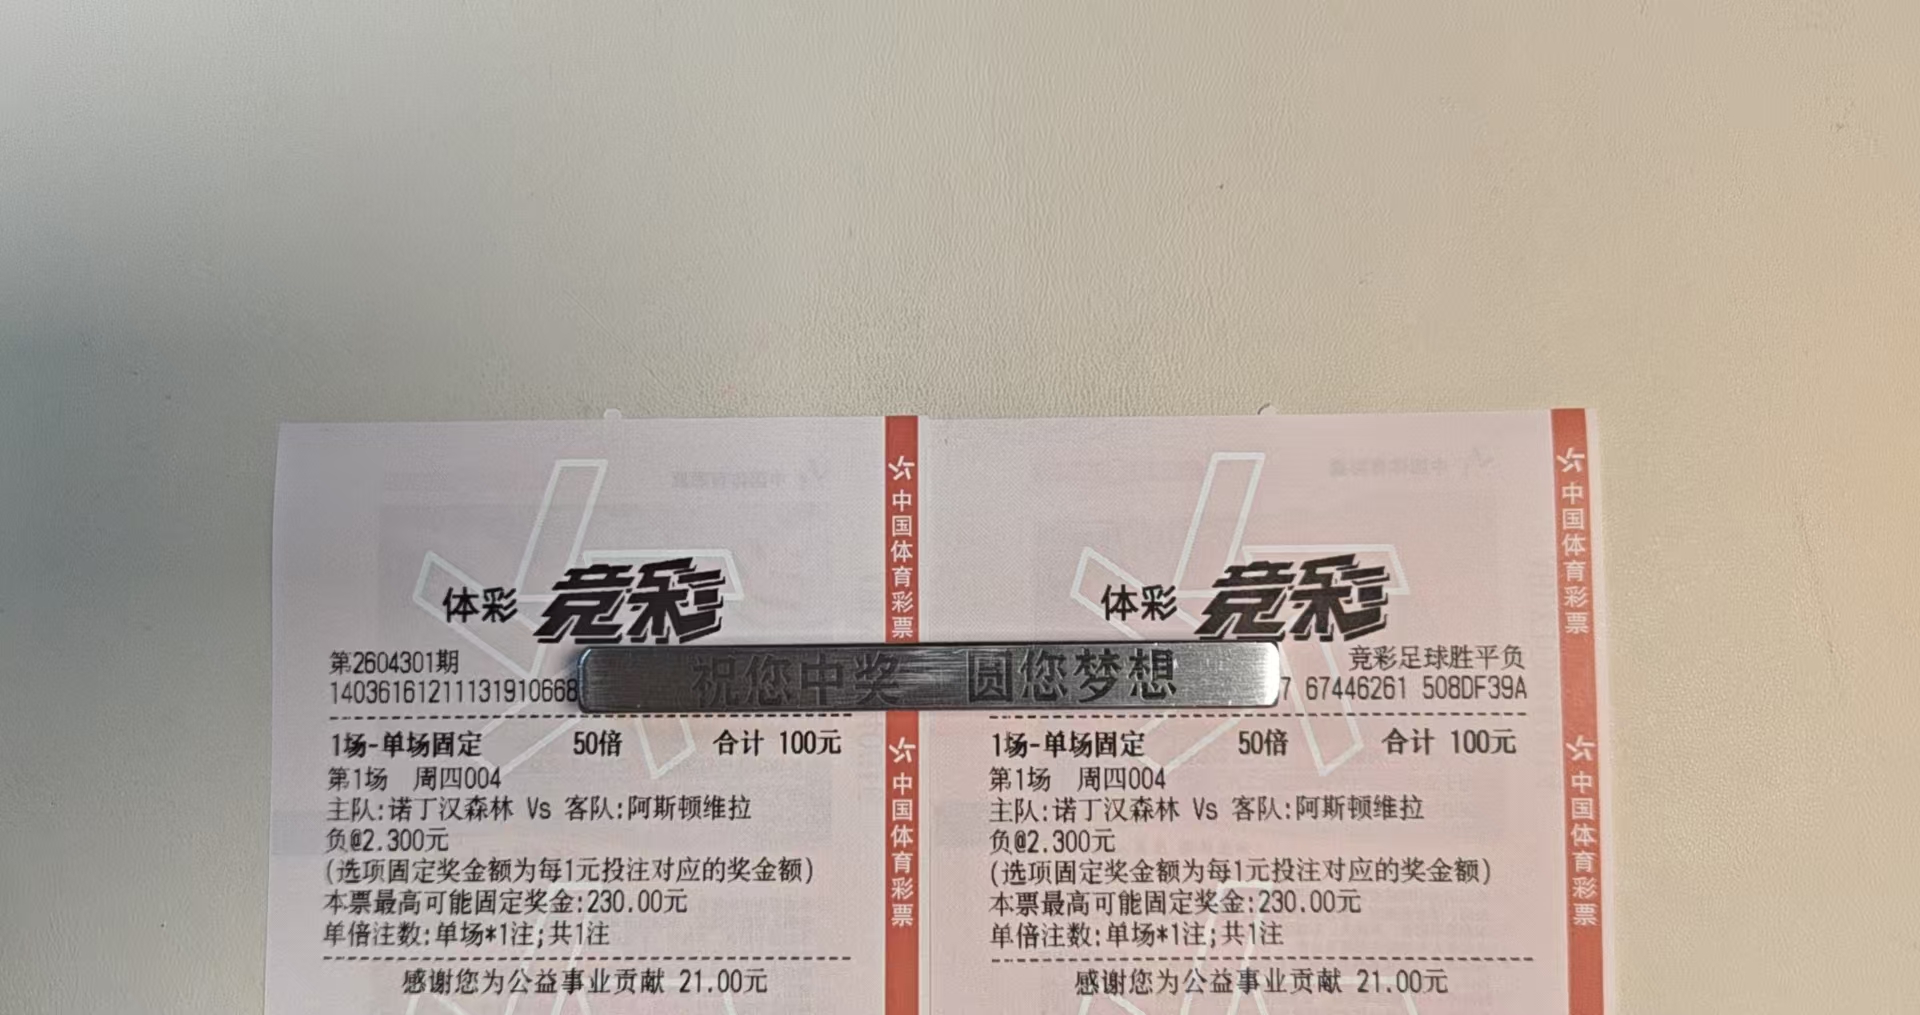 体彩 竞彩
第2604301期
14036161211131910668
1场-单场固定 50倍 合计 100元
第1场 周四004
主队:诺丁汉森林 Vs 客队:阿斯顿维拉
负@2.300元
(选项固定奖金额为每1元投注对应的奖金额)
本票最高可能固定奖金:230.00元
单倍注数:单场*1注;共1注
感谢您为公益事业贡献 21.00元
中国体育彩票
中国体育彩票
祝您中奖 圆您梦想
体彩 竞彩
竞彩足球胜平负
67446261 508DF39A
1场-单场固定 50倍 合计 100元
第1场 周四004
主队:诺丁汉森林 Vs 客队:阿斯顿维拉
负@2.300元
(选项固定奖金额为每1元投注对应的奖金额)
本票最高可能固定奖金:230.00元
单倍注数:单场*1注;共1注
感谢您为公益事业贡献 21.00元
中国体育彩票
中国体育彩票